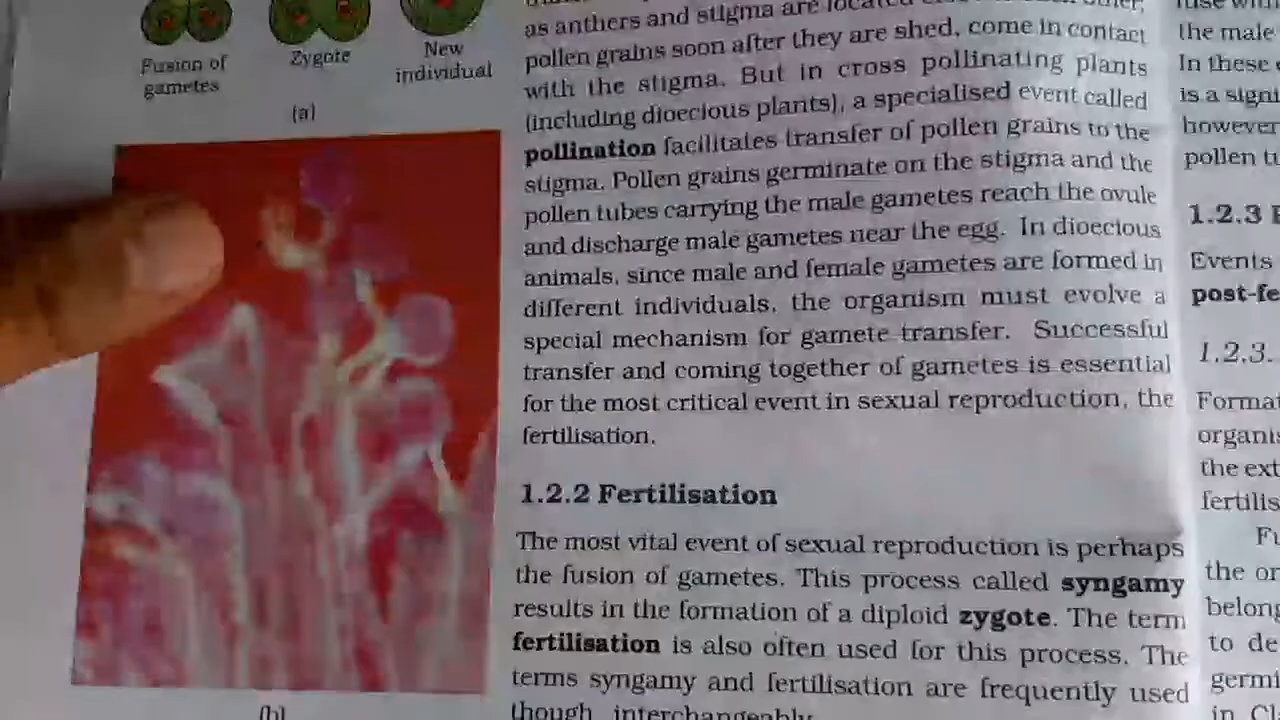 Fusion of
gametes
Zygote
New
individual
(a)
(b)
as anthers and stigma are located
pollen grains soon after they are shed, come in contact
with the stigma. But in cross pollinating plants
(including dioecious plants), a specialised event called
pollination facilitates transfer of pollen grains to the
stigma. Pollen grains germinate on the stigma and the
pollen tubes carrying the male gametes reach the ovule
and discharge male gametes near the egg. In dioecious
animals, since male and female gametes are formed in
different individuals, the organism must evolve a
special mechanism for gamete transfer. Successful
transfer and coming together of gametes is essential
for the most critical event in sexual reproduction, the
fertilisation.
1.2.2 Fertilisation
The most vital event of sexual reproduction is perhaps
the fusion of gametes. This process called syngamy
results in the formation of a diploid zygote. The term
fertilisation is also often used for this process. The
terms syngamy and fertilisation are frequently used
though interchangeably.
the male
In these
is a signi
however
pollen tu
1.2.3
Events
post-fe
1.2.3.
Format
organis
the ext
fertilis
Fu
the or
belong
to de
germi
in Cl